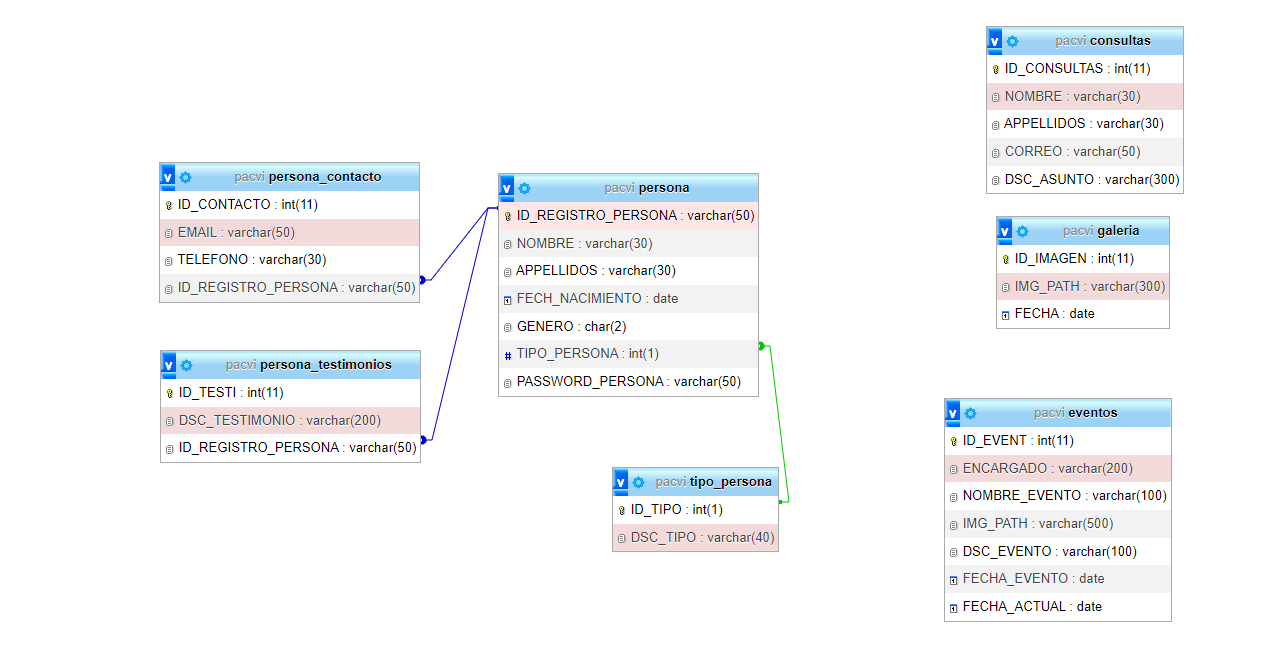 pacvi consultas
ID_CONSULTAS : int(11)
NOMBRE : varchar(30)
APPELLIDOS : varchar(30)
CORREO : varchar(50)
DSC_ASUNTO : varchar(300)
pacvi persona_contacto
ID_CONTACTO : int(11)
EMAIL : varchar(50)
TELEFONO : varchar(30)
ID_REGISTRO_PERSONA : varchar(50)
pacvi persona
ID_REGISTRO_PERSONA : varchar(50)
NOMBRE : varchar(30)
APPELLIDOS : varchar(30)
FECH_NACIMIENTO : date
GENERO : char(2)
TIPO_PERSONA : int(1)
PASSWORD_PERSONA : varchar(50)
pacvi galeria
ID_IMAGEN : int(11)
IMG_PATH : varchar(300)
FECHA : date
pacvi persona_testimonios
ID_TESTI : int(11)
DSC_TESTIMONIO : varchar(200)
ID_REGISTRO_PERSONA : varchar(50)
pacvi tipo_persona
ID_TIPO : int(1)
DSC_TIPO : varchar(40)
pacvi eventos
ID_EVENT : int(11)
ENCARGADO : varchar(200)
NOMBRE_EVENTO : varchar(100)
IMG_PATH : varchar(500)
DSC_EVENTO : varchar(100)
FECHA_EVENTO : date
FECHA_ACTUAL : date